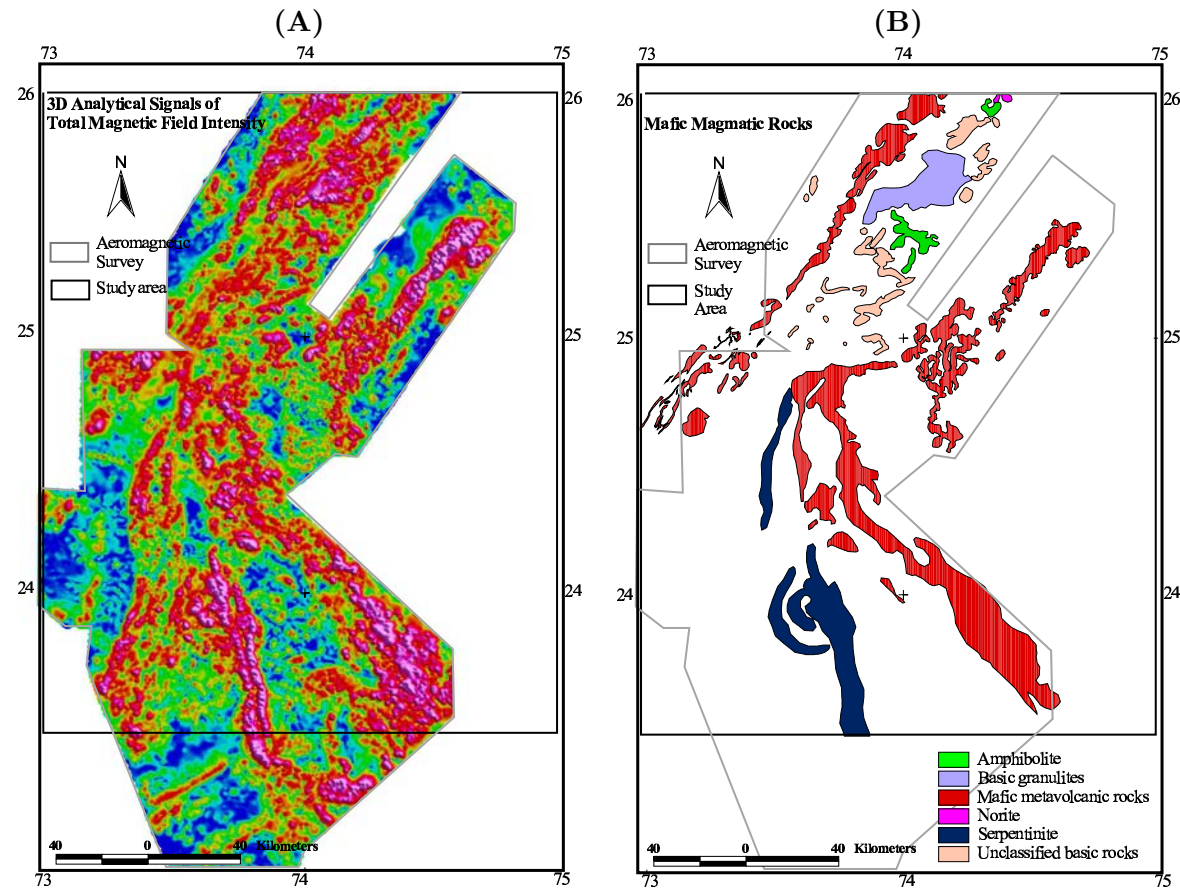 (A)
73
74
75
26
26
3D Analytical Signals of
Total Magnetic Field Intensity
N
Aeromagnetic
Survey
Study area
25
25
24
24
40
0
40
Kilometers
73
74
75
(B)
73
74
75
26
26
Mafic Magmatic Rocks
N
Aeromagnetic
Survey
Study
Area
25
25
24
24
Amphibolite
Basic granulites
Mafic metavolcanic rocks
Norite
Serpentinite
Unclassified basic rocks
40
0
40
Kilometers
73
74
75